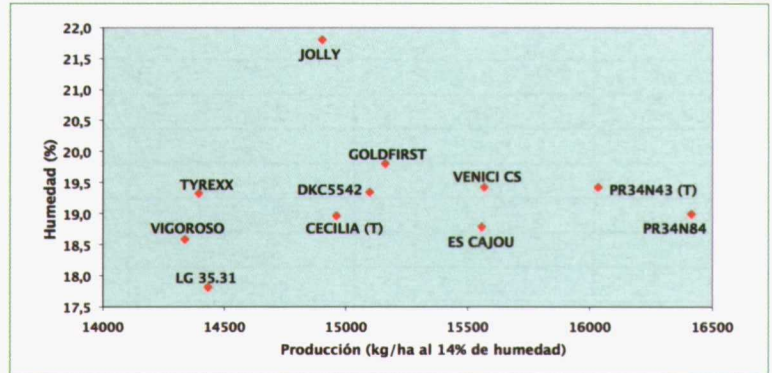 22,0
21,5
21,0
20,5
20,0
19,5
19,0
18,5
18,0
17,5
Humedad (%)
JOLLY
GOLDFIRST
TYREXX
DKC5542
VENICI CS
PR34N43 (T)
VIGOROSO
CECILIA (T)
ES CAJOU
PR34N84
LG 35.31
14000 14500 15000 15500 16000 16500
Producción (kg/ha al 14% de humedad)